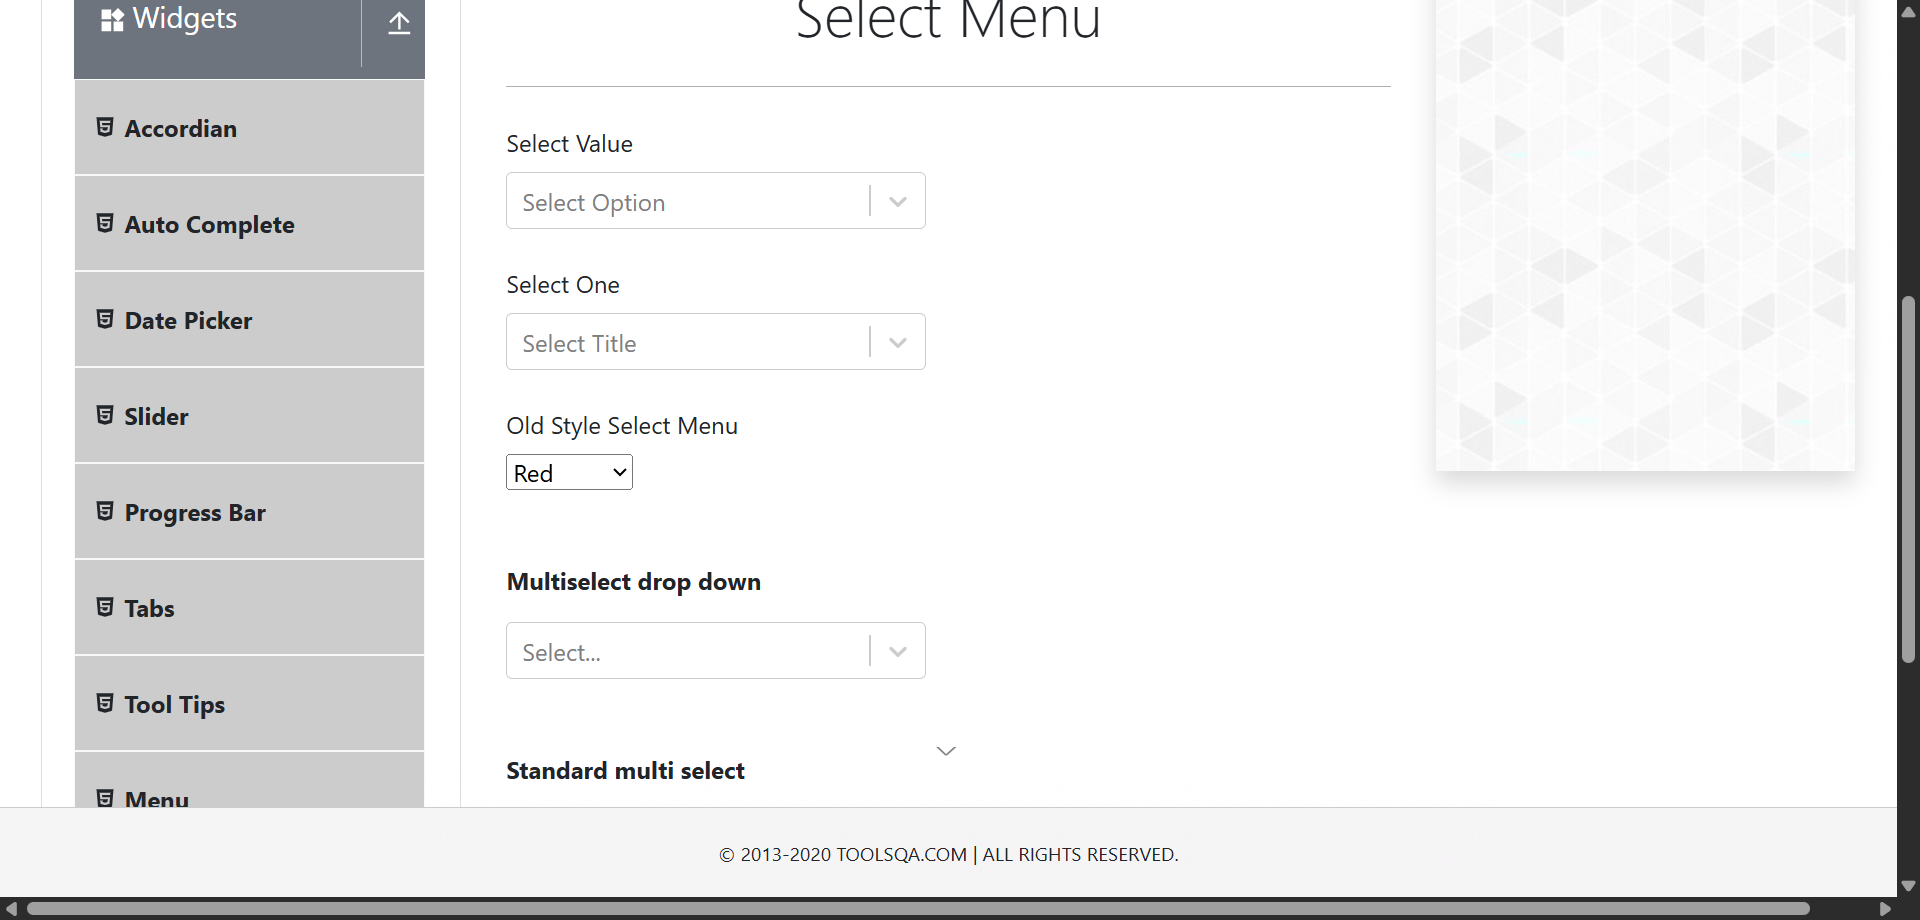 Widgets
Select Menu
Accordian
Auto Complete
Date Picker
Slider
Progress Bar
Tabs
Tool Tips
Menu
Select Value
Select Option
Select One
Select Title
Old Style Select Menu
Red
Multiselect drop down
Select...
Standard multi select
© 2013-2020 TOOLSQA.COM | ALL RIGHTS RESERVED.